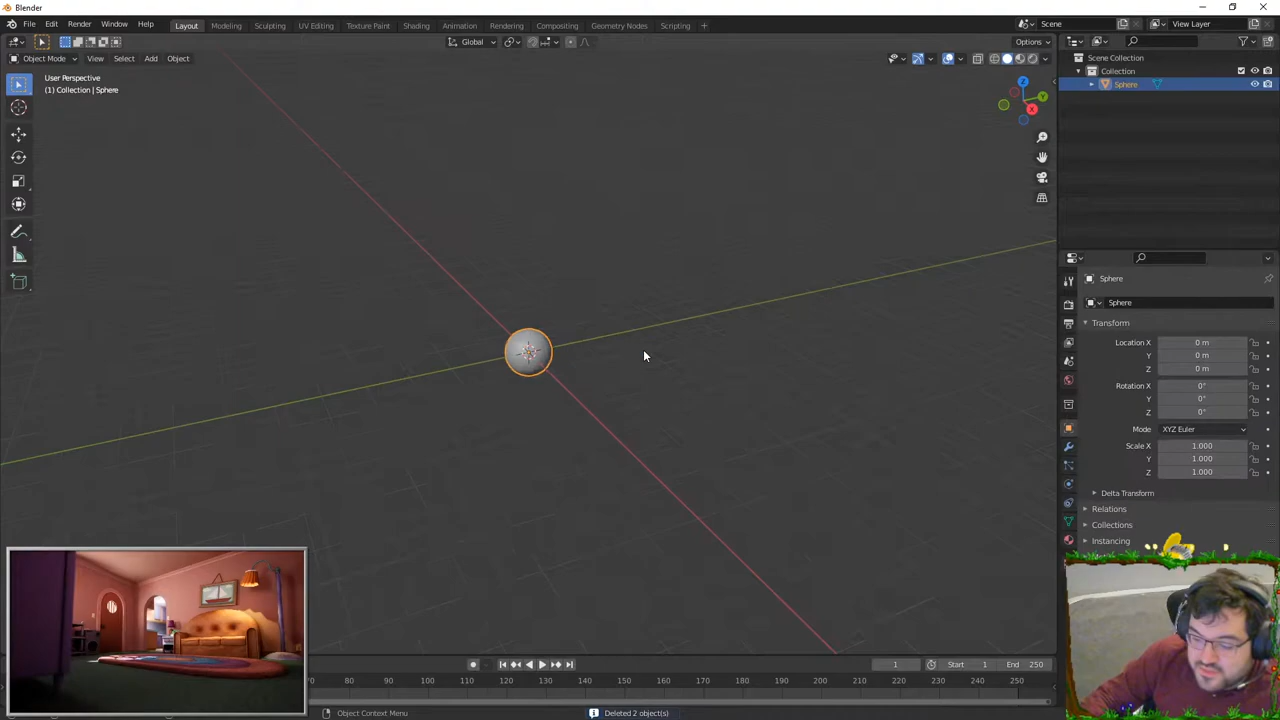 Blender
File Edit Render Window Help Layout Modeling Sculpting UV Editing Texture Paint Shading Animation Rendering Compositing Geometry Nodes Scripting + Scene View Layer
Global Options
Object Mode View Select Add Object
User Perspective
(1) Collection | Sphere
Z
Y
X
Scene Collection
Collection
Sphere
Sphere
Sphere
Transform
Location X 0 m
Y 0 m
Z 0 m
Rotation X 0°
Y 0°
Z 0°
Mode XYZ Euler
Scale X 1.000
Y 1.000
Z 1.000
Delta Transform
Relations
Collections
Instancing
1 Start 1 End 250
70 80 90 100 110 120 130 140 150 160 170 180 190 200 210 220 230 240 250
Object Context Menu Deleted 2 object(s)